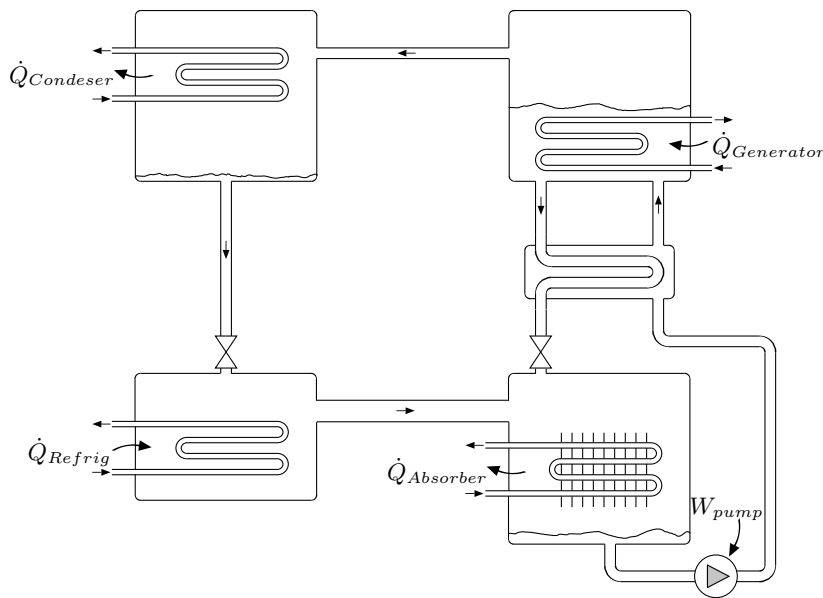 Q̇Condeser
Q̇Generator
Q̇Refrig
Q̇Absorber
Wpump